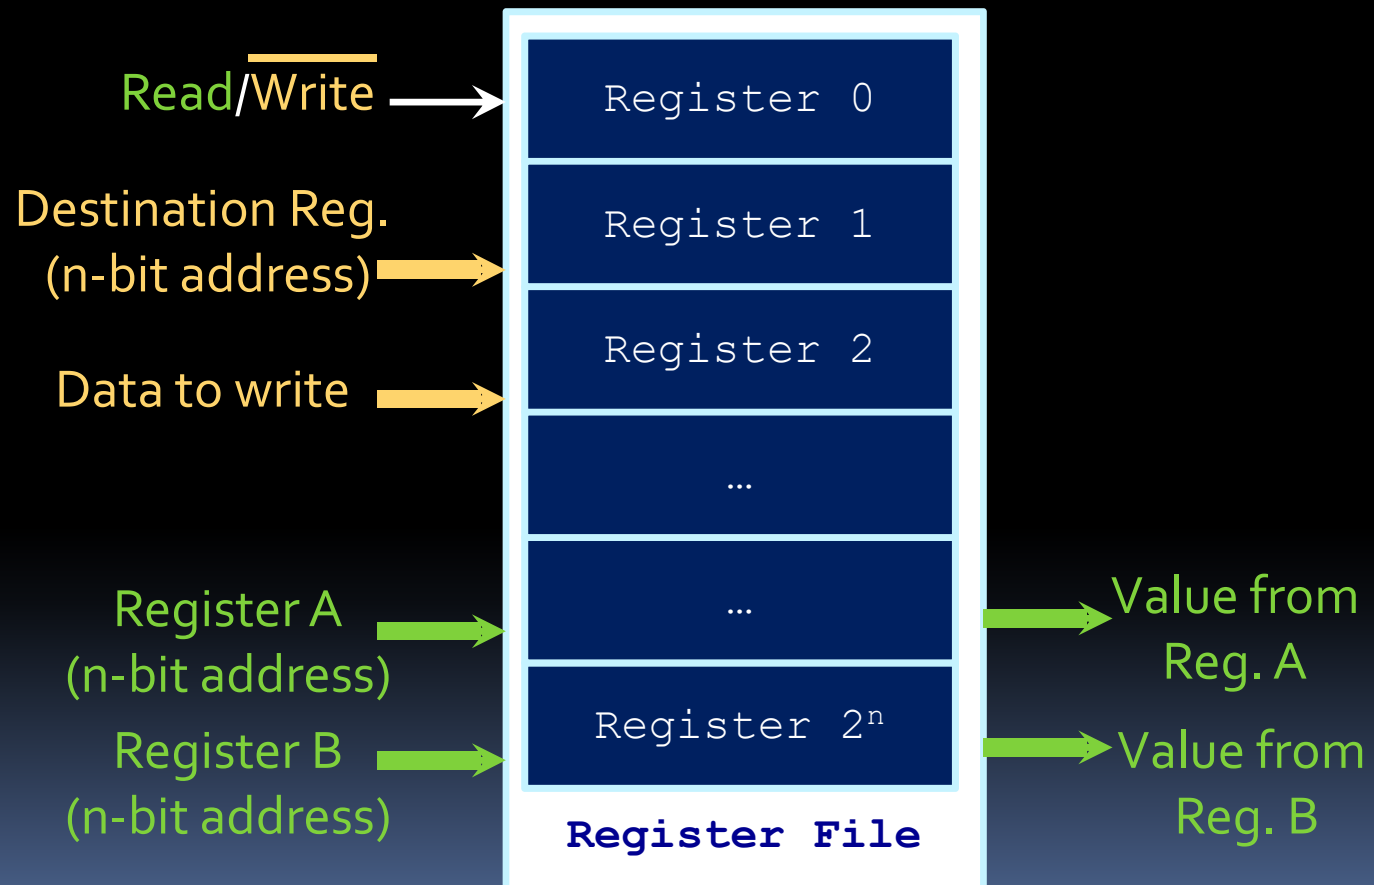 Read/Write
Destination Reg.
(n-bit address)
Data to write
Register A
(n-bit address)
Register B
(n-bit address)
Register 0
Register 1
Register 2
…
…
Register 2ⁿ
Register File
Value from
Reg. A
Value from
Reg. B